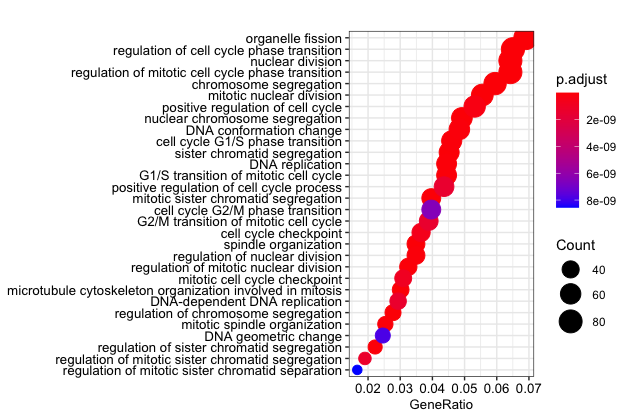 organelle fission
regulation of cell cycle phase transition
nuclear division
regulation of mitotic cell cycle phase transition
chromosome segregation
mitotic nuclear division
positive regulation of cell cycle
nuclear chromosome segregation
DNA conformation change
cell cycle G1/S phase transition
sister chromatid segregation
DNA replication
G1/S transition of mitotic cell cycle
positive regulation of cell cycle process
mitotic sister chromatid segregation
cell cycle G2/M phase transition
G2/M transition of mitotic cell cycle
cell cycle checkpoint
spindle organization
regulation of nuclear division
regulation of mitotic nuclear division
mitotic cell cycle checkpoint
microtubule cytoskeleton organization involved in mitosis
DNA-dependent DNA replication
regulation of chromosome segregation
mitotic spindle organization
DNA geometric change
regulation of sister chromatid segregation
regulation of mitotic sister chromatid segregation
regulation of mitotic sister chromatid separation
0.02 0.03 0.04 0.05 0.06 0.07
GeneRatio
p.adjust
2e-09
4e-09
6e-09
8e-09
Count
40
60
80